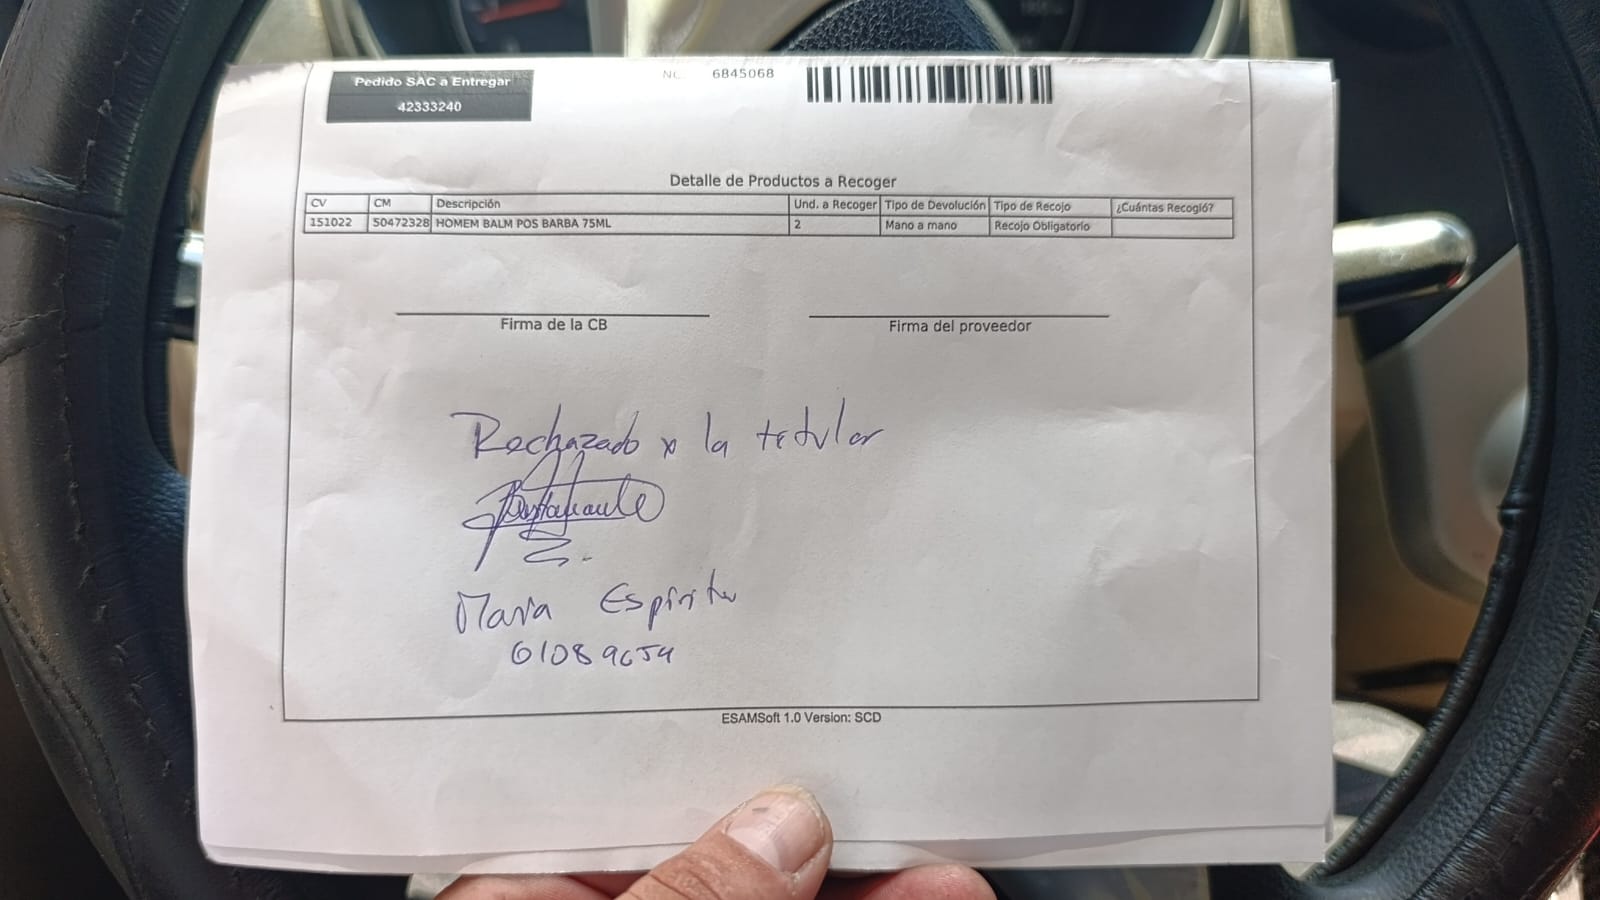 Pedido SAC a Entregar
42333240
NC. 6845068
Detalle de Productos a Recoger
CV CM Descripción Und. a Recoger Tipo de Devolución Tipo de Recojo ¿Cuántas Recogió?
151022 50472328 HOMEM BALM POS BARBA 75ML 2 Mano a mano Recojo Obligatorio
Firma de la CB Firma del proveedor
Rechazado x la titular
Maria Espiritu
61089654
ESAMSoft 1.0 Version: SCD